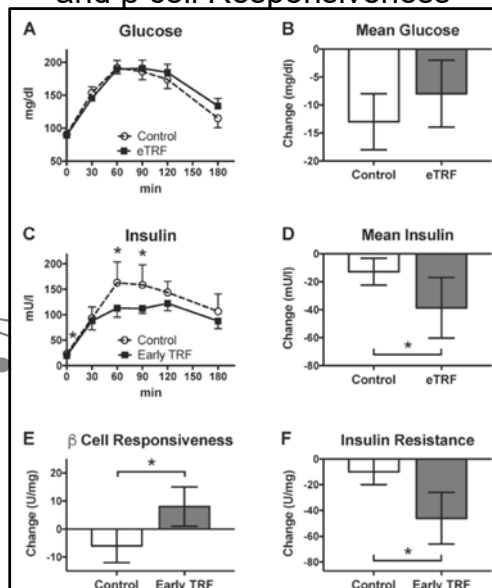 and β-cell Responsiveness
A Glucose
mg/dl
200
150
100
50
0 30 60 90 120 180
min
Control
eTRF
B Mean Glucose
Change (mg/dl)
0
-5
-10
-15
-20
Control eTRF
C Insulin
mU/l
200
150
100
50
0
* * *
0 30 60 90 120 180
min
Control
Early TRF
D Mean Insulin
Change (mU/l)
0
-20
-40
-60
-80
*
Control eTRF
E β Cell Responsiveness
Change (U/mg)
20
10
0
-10
*
Control Early TRF
F Insulin Resistance
Change (U/mg)
0
-20
-40
-60
-80
*
Control Early TRF